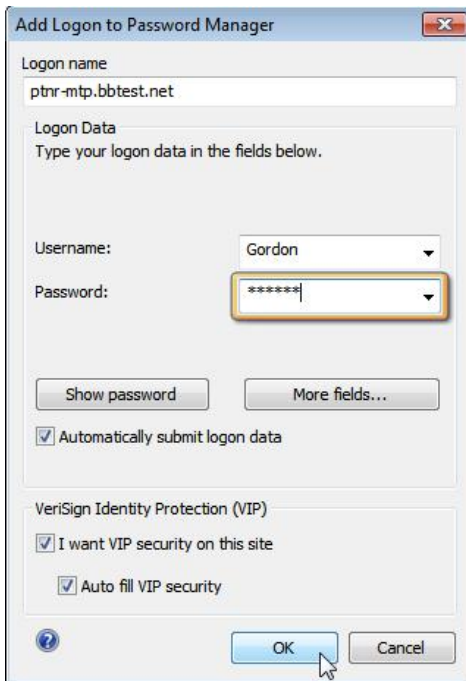 Add Logon to Password Manager
Logon name
ptnr-mtp.bbtest.net
Logon Data
Type your logon data in the fields below.
Username:
Gordon
Password:
******
Show password
More fields...
Automatically submit logon data
VeriSign Identity Protection (VIP)
I want VIP security on this site
Auto fill VIP security
?
OK
Cancel